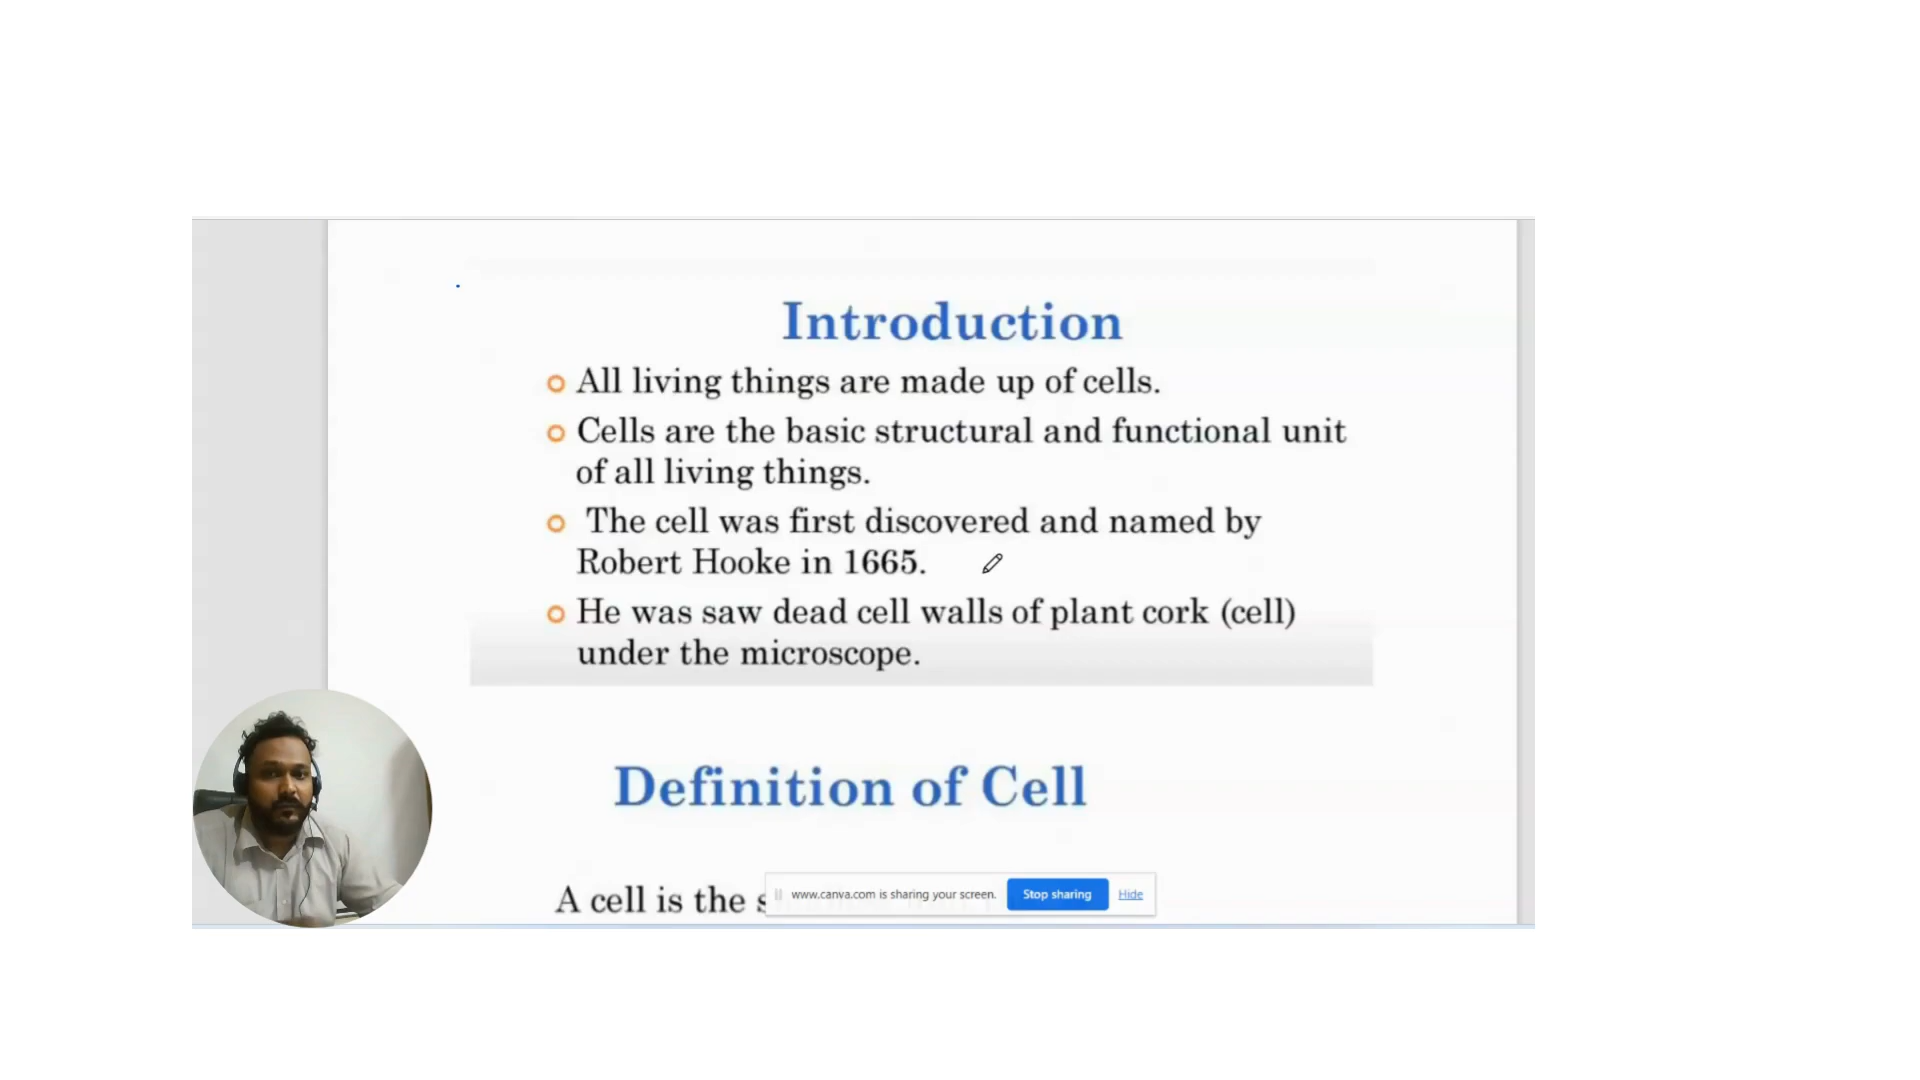 Introduction
All living things are made up of cells.
Cells are the basic structural and functional unit
of all living things.
The cell was first discovered and named by
Robert Hooke in 1665.
He was saw dead cell walls of plant cork (cell)
under the microscope.
Definition of Cell
A cell is the
www.canva.com is sharing your screen. Stop sharing Hide